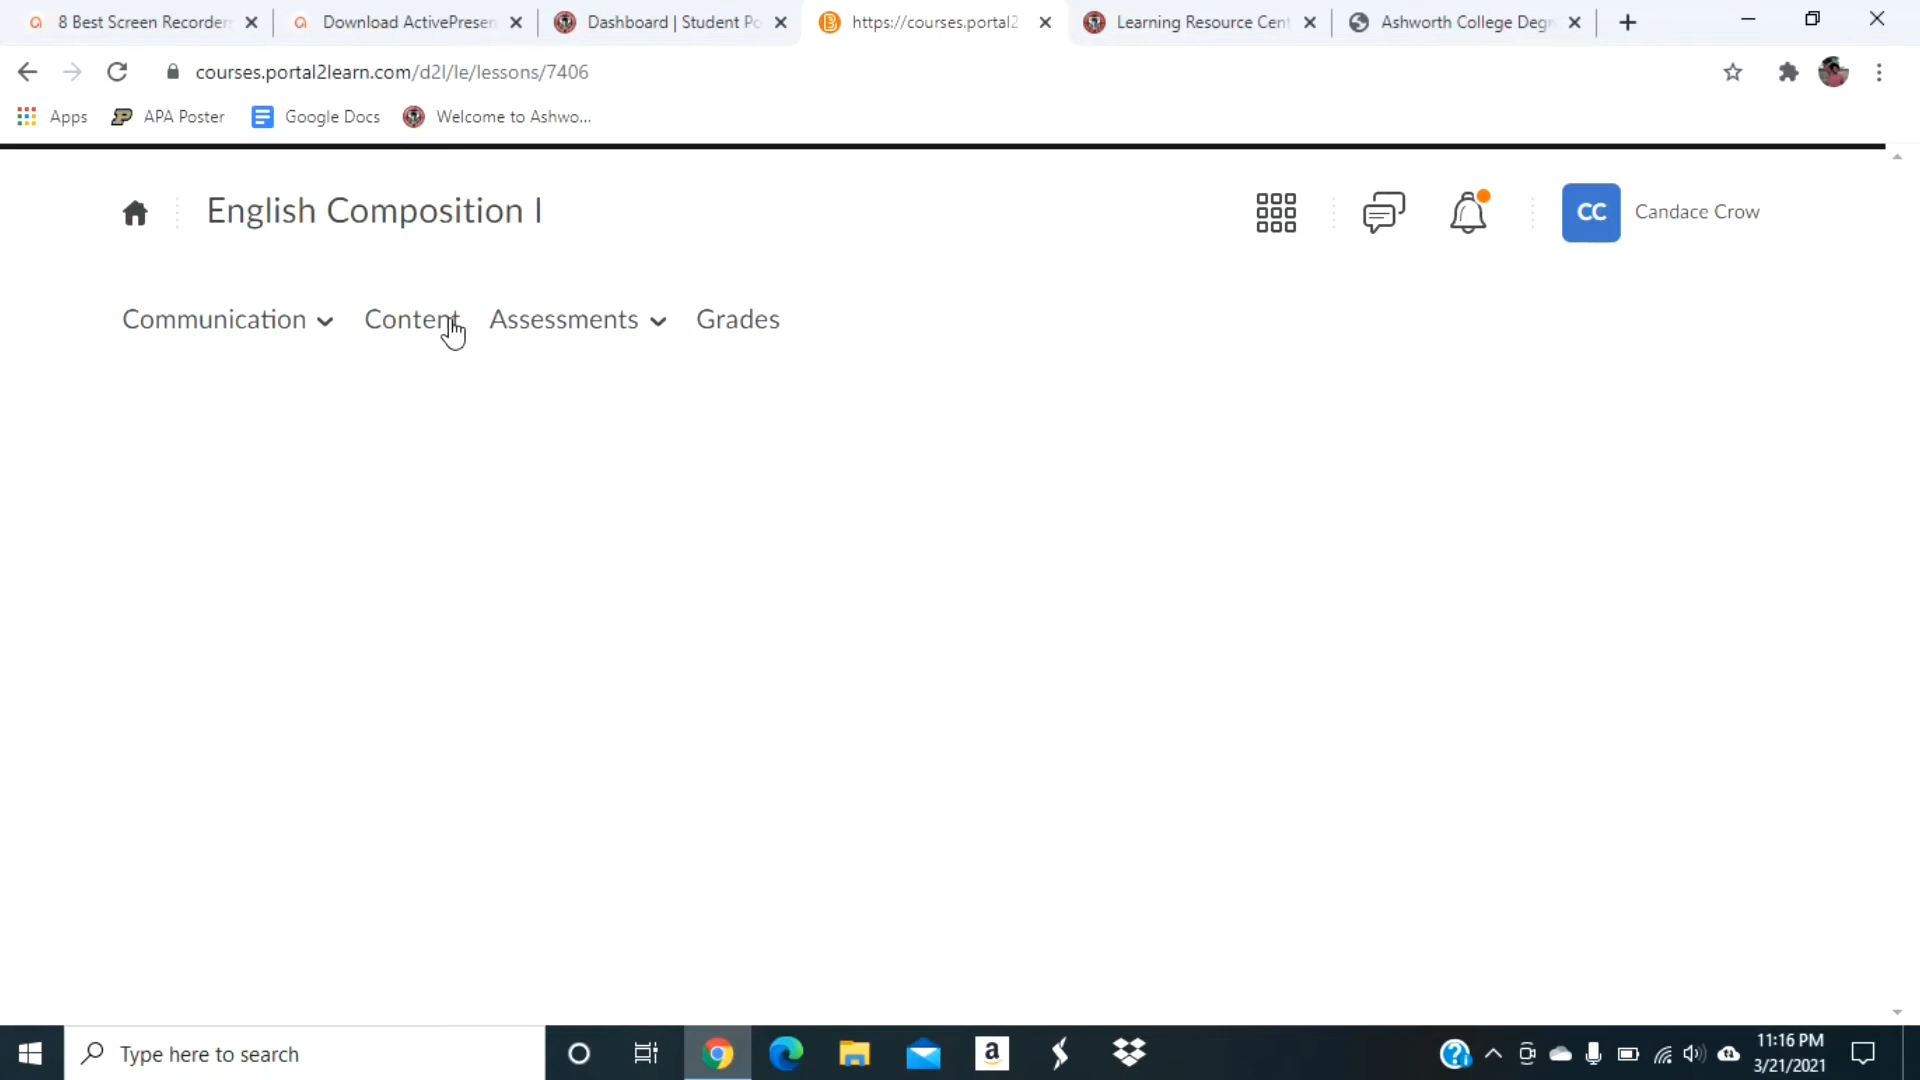 8 Best Screen Recorder
Download ActivePresen
Dashboard | Student Po
https://courses.portal2
Learning Resource Cent
Ashworth College Degr
courses.portal2learn.com/d2l/le/lessons/7406
Apps
APA Poster
Google Docs
Welcome to Ashwo...
English Composition I
CC
Candace Crow
Communication
Content
Assessments
Grades
Type here to search
11:16 PM
3/21/2021